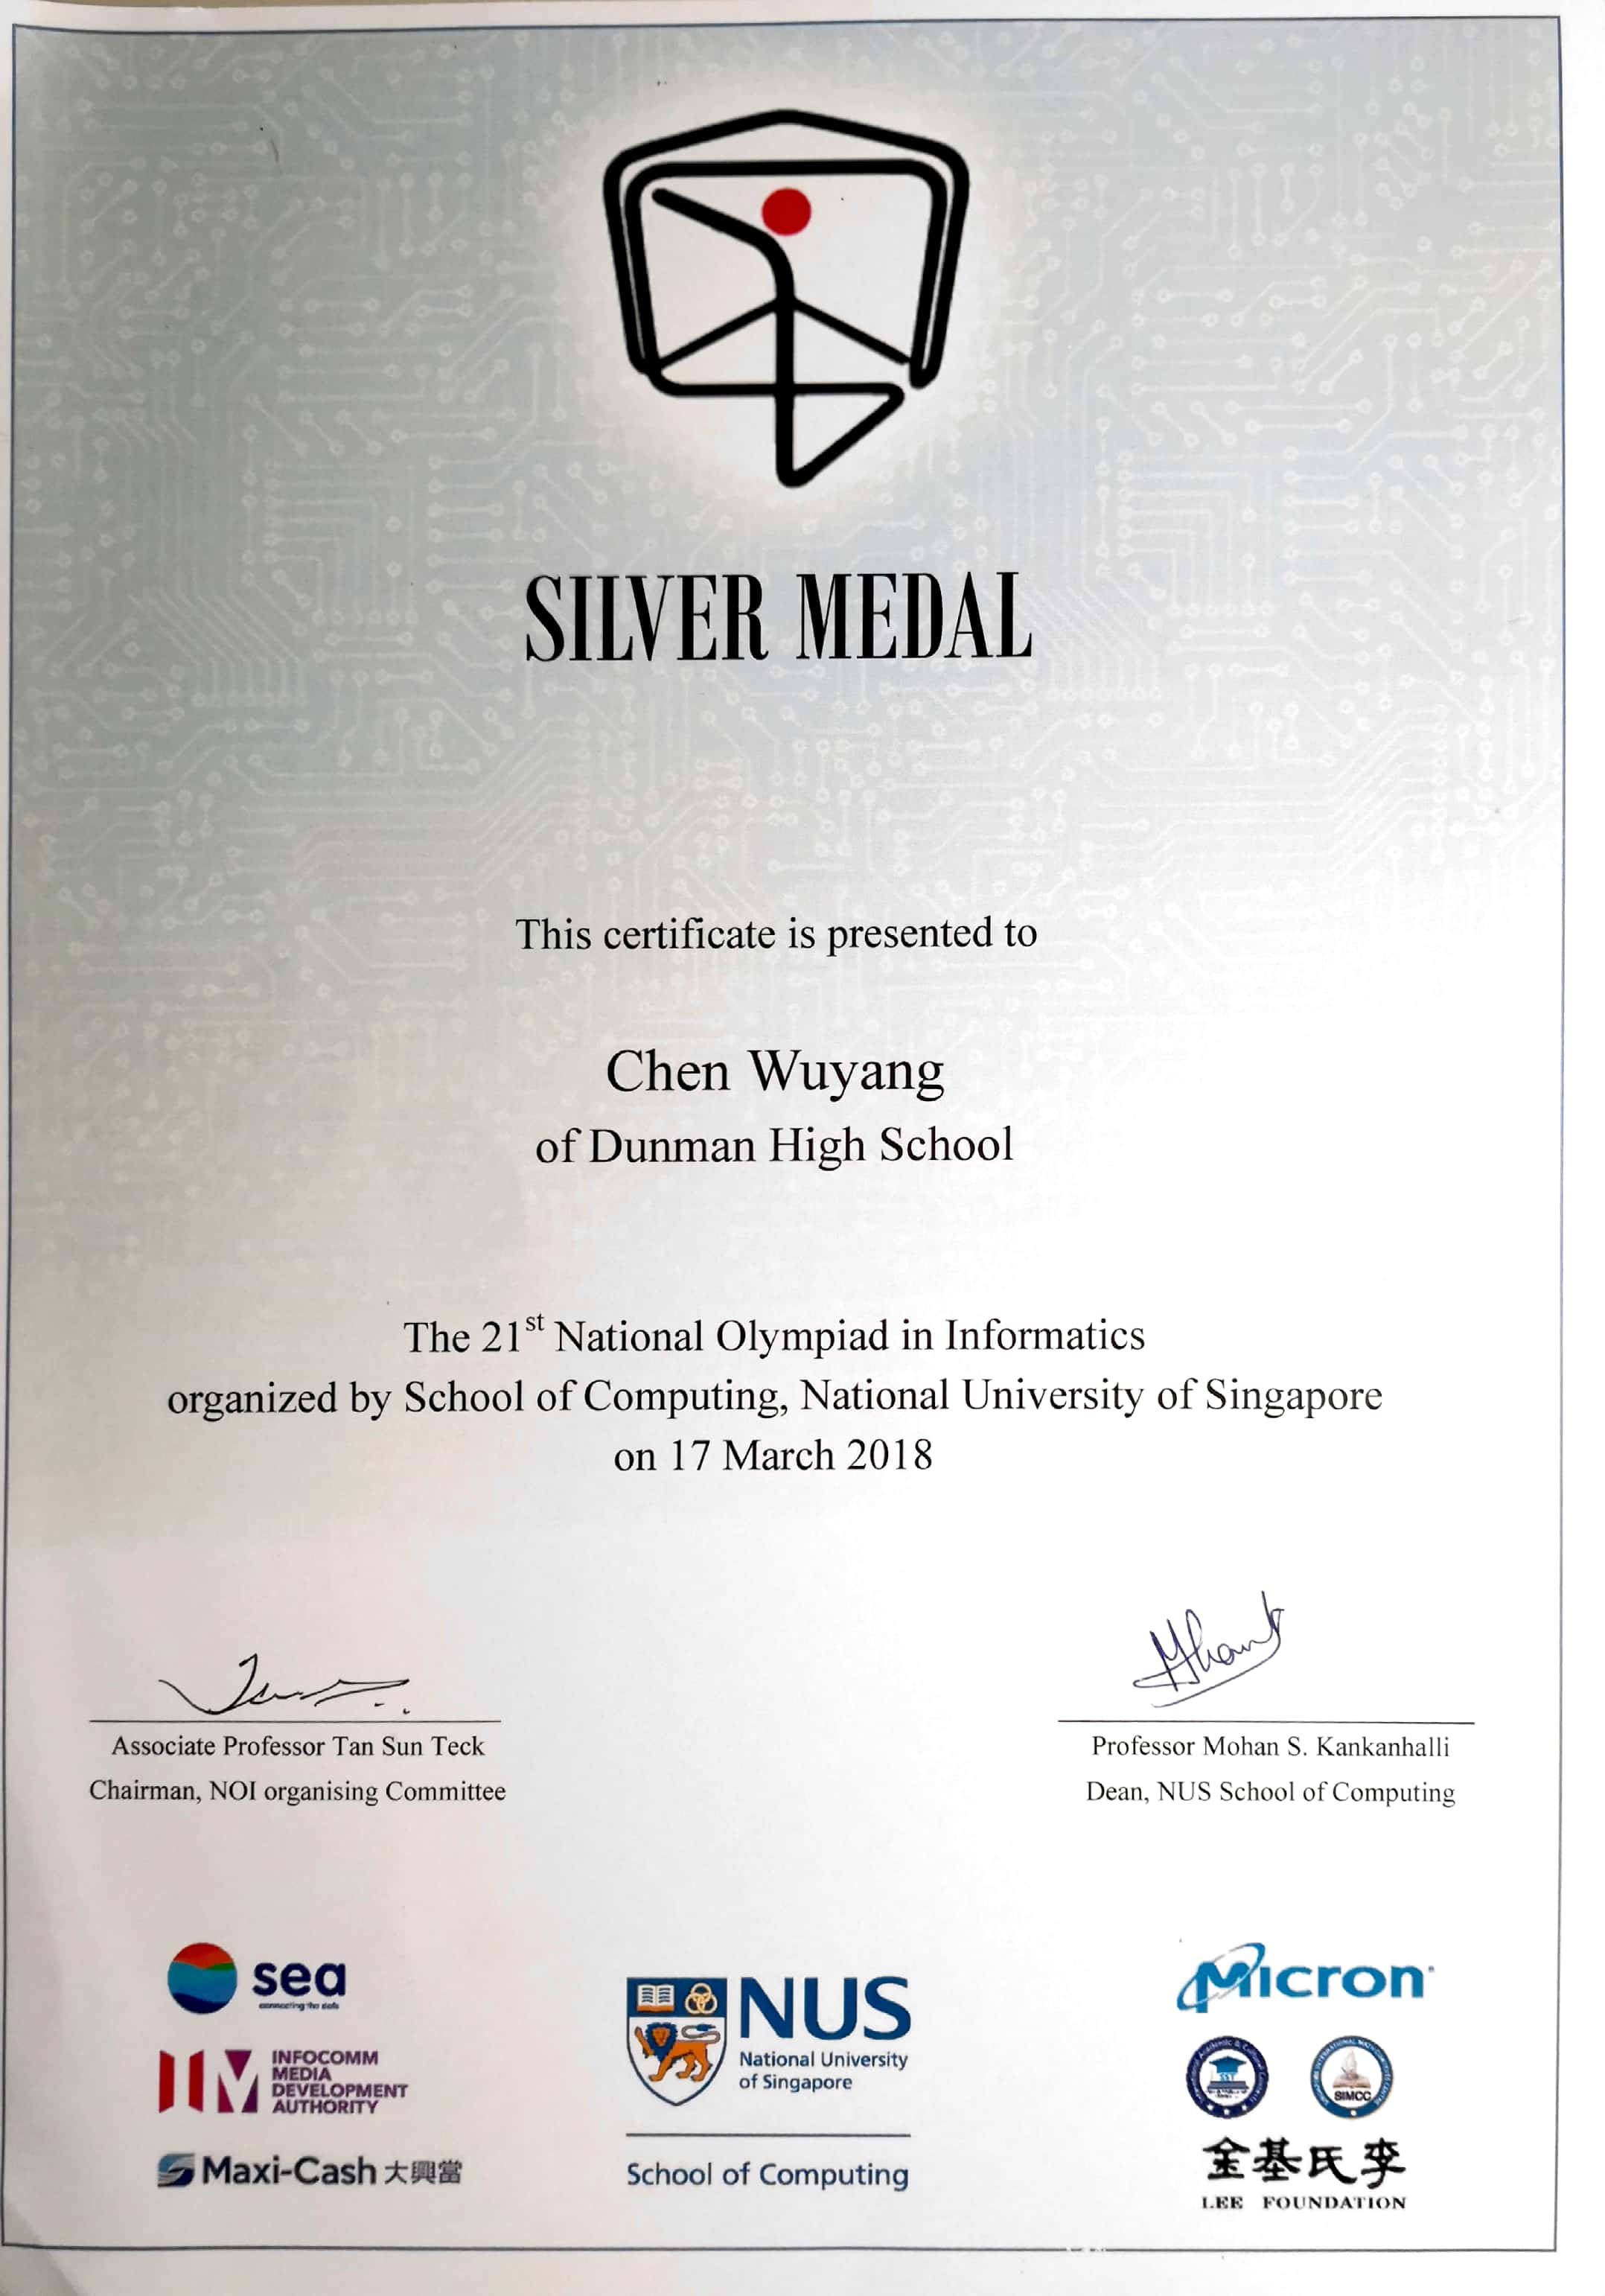 SILVER MEDAL
This certificate is presented to
Chen Wuyang
of Dunman High School
The 21st National Olympiad in Informatics
organized by School of Computing, National University of Singapore
on 17 March 2018
Associate Professor Tan Sun Teck
Chairman, NOI organising Committee
Professor Mohan S. Kankanhalli
Dean, NUS School of Computing
sea
connecting the dots
INFOCOMM
MEDIA
DEVELOPMENT
AUTHORITY
Maxi-Cash 大興當
NUS
National University
of Singapore
School of Computing
Micron
SIMCC
金基氏李
LEE FOUNDATION